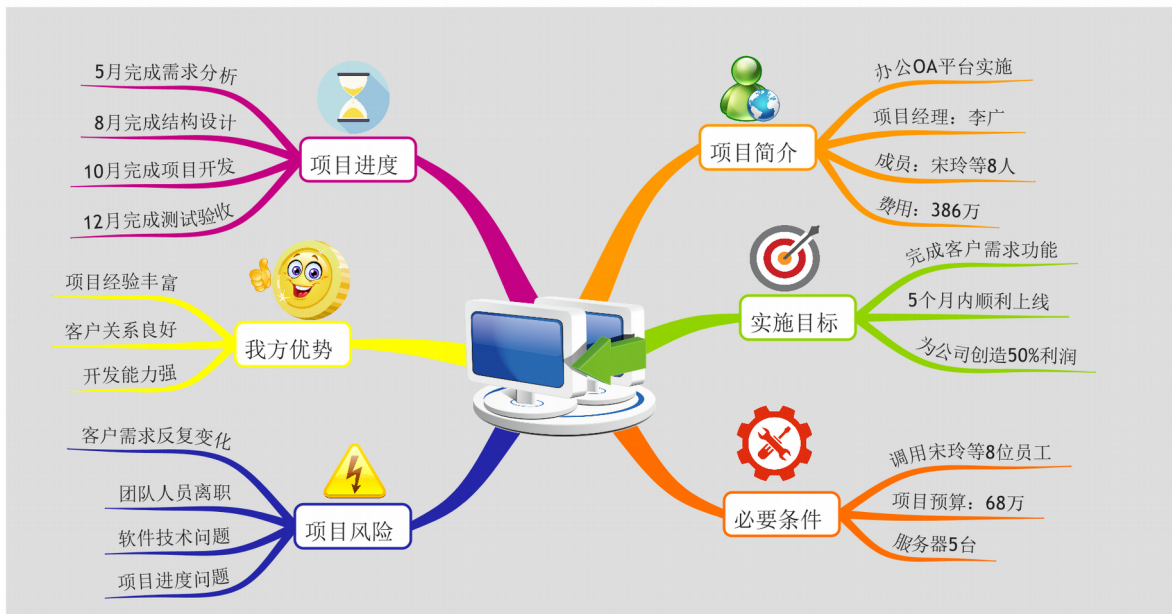 项目简介
办公OA平台实施
项目经理：李广
成员：宋玲等8人
费用：386万
实施目标
完成客户需求功能
5个月内顺利上线
为公司创造50%利润
必要条件
调用宋玲等8位员工
项目预算：68万
服务器5台
项目进度
5月完成需求分析
8月完成结构设计
10月完成项目开发
12月完成测试验收
我方优势
项目经验丰富
客户关系良好
开发能力强
项目风险
客户需求反复变化
团队人员离职
软件技术问题
项目进度问题